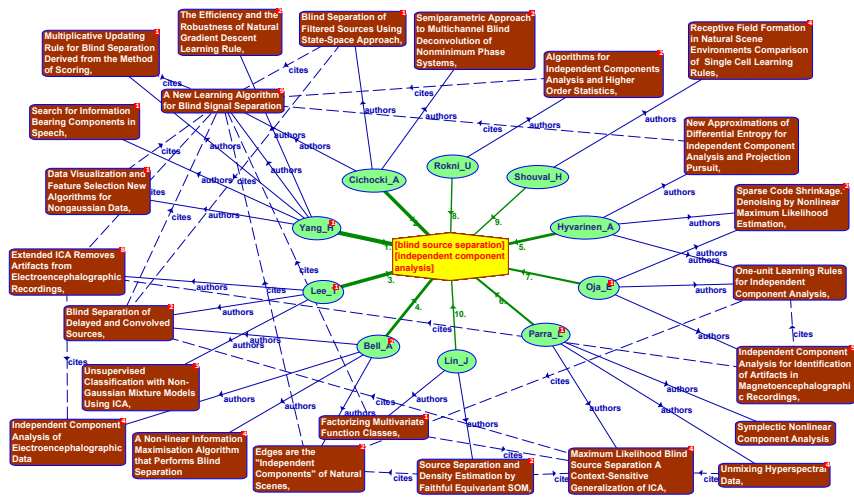 Multiplicative Updating
Rule for Blind Separation
Derived from the Method
of Scoring,
The Efficiency and the
Robustness of Natural
Gradient Descent
Learning Rule,
Blind Separation of
Filtered Sources Using
State-Space Approach,
Semiparametric Approach
to Multichannel Blind
Deconvolution of
Nonminimum Phase
Systems,
Receptive Field Formation
in Natural Scene
Environments Comparison
of Single Cell Learning
Rules,
Algorithms for
Independent Components
Analysis and Higher
Order Statistics,
A New Learning Algorithm
for Blind Signal Separation
Search for Information
Bearing Components in
Speech,
New Approximations of
Differential Entropy for
Independent Component
Analysis and Projection
Pursuit,
Data Visualization and
Feature Selection New
Algorithms for
Nongaussian Data,
Cichocki_A
Rokni_U
Shouval_H
Sparse Code Shrinkage.
Denoising by Nonlinear
Maximum Likelihood
Estimation,
Yang_H
Hyvarinen_A
[blind source separation]
[independent component
analysis]
Extended ICA Removes
Artifacts from
Electroencephalographic
Recordings,
Lee_T
Oja_E
One-unit Learning Rules
for Independent
Component Analysis,
Blind Separation of
Delayed and Convolved
Sources,
Bell_A
Lin_J
Parra_L
Unsupervised
Classification with Non-
Gaussian Mixture Models
Using ICA,
Independent Component
Analysis for Identification
of Artifacts in
Magnetoencephalographi
c Recordings,
Independent Component
Analysis of
Electroencephalographic
Data
A Non-linear Information
Maximisation Algorithm
that Performs Blind
Separation
Factorizing Multivariate
Function Classes,
Symplectic Nonlinear
Component Analysis
Edges are the
"Independent
Components" of Natural
Scenes,
Source Separation and
Density Estimation by
Faithful Equivariant SOM,
Maximum Likelihood Blind
Source Separation A
Context-Sensitive
Generalization of ICA,
Unmixing Hyperspectral
Data,
cites
authors
3.
4.
5.
7.
8.
9.
10.